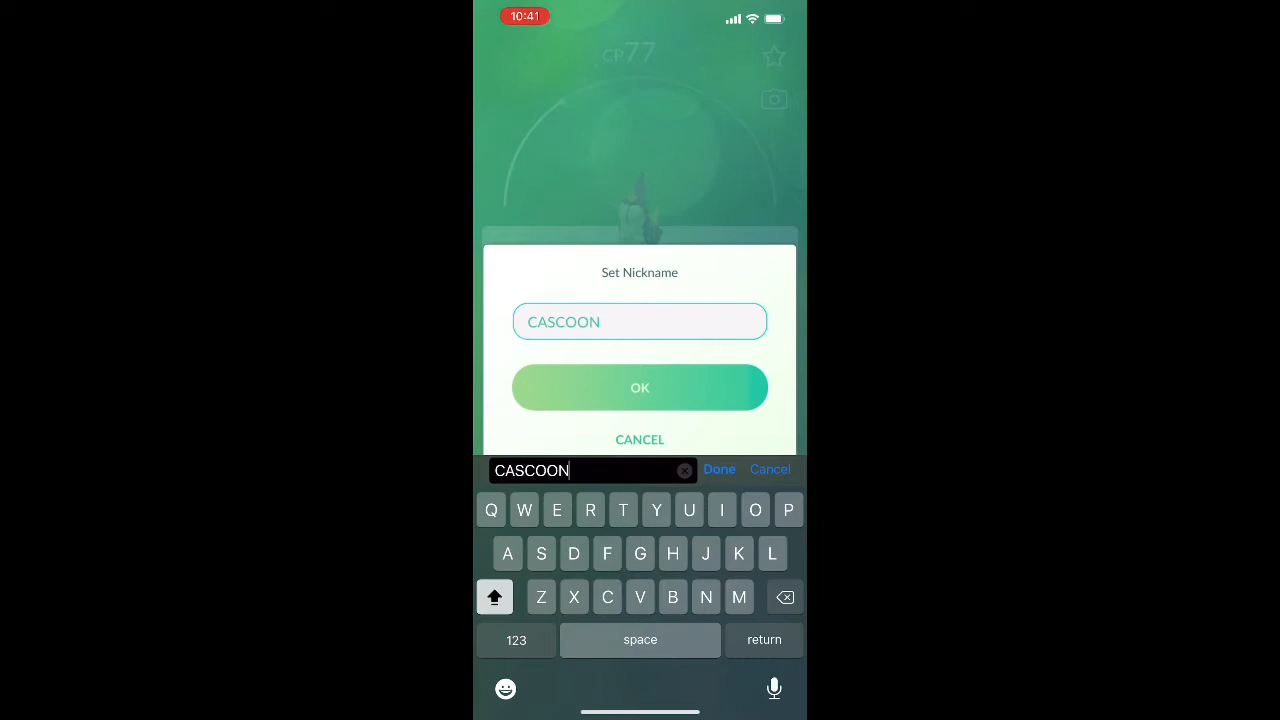 10:41
CP77
Set Nickname
CASCOON
OK
CANCEL
CASCOON Done Cancel
Q W E R T Y U I O P
A S D F G H J K L
Z X C V B N M
123 space return